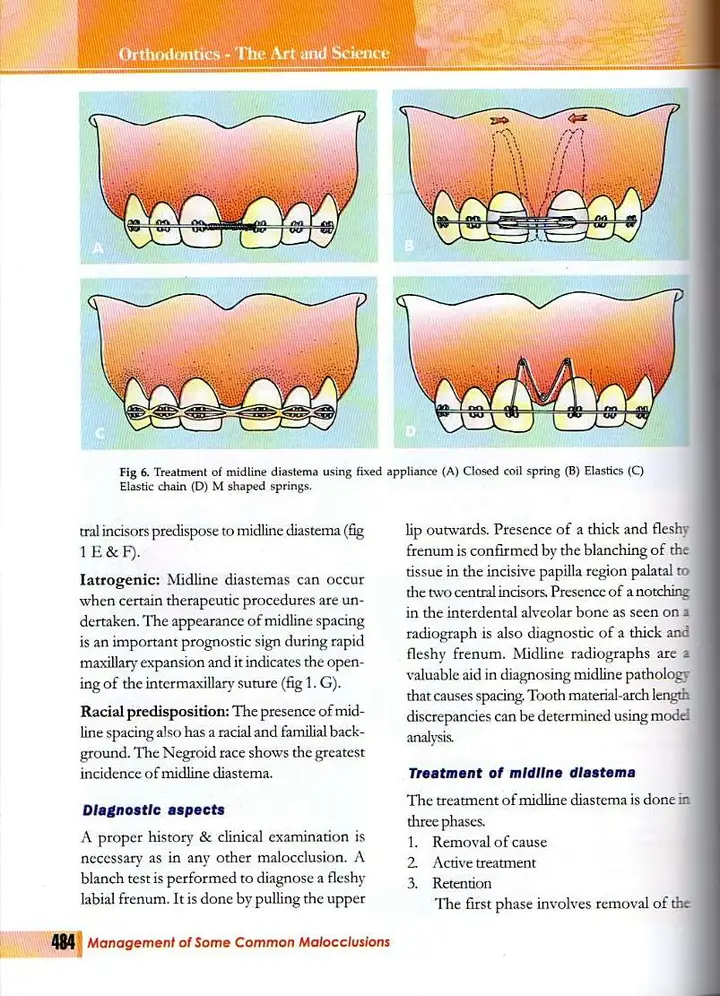 Orthodontics - The Art and Science
A
B
C
D
Fig 6. Treatment of midline diastema using fixed appliance (A) Closed coil spring (B) Elastics (C)
Elastic chain (D) M shaped springs.
tral incisors predispose to midline diastema (fig
1 E & F).
Iatrogenic: Midline diastemas can occur
when certain therapeutic procedures are un-
dertaken. The appearance of midline spacing
is an important prognostic sign during rapid
maxillary expansion and it indicates the open-
ing of the intermaxillary suture (fig 1. G).
Racial predisposition: The presence of mid-
line spacing also has a racial and familial back-
ground. The Negroid race shows the greatest
incidence of midline diastema.
Diagnostic aspects
A proper history & clinical examination is
necessary as in any other malocclusion. A
blanch test is performed to diagnose a fleshy
labial frenum. It is done by pulling the upper
lip outwards. Presence of a thick and fleshy
frenum is confirmed by the blanching of the
tissue in the incisive papilla region palatal to
the two central incisors. Presence of a notching
in the interdental alveolar bone as seen on a
radiograph is also diagnostic of a thick and
fleshy frenum. Midline radiographs are a
valuable aid in diagnosing midline pathology
that causes spacing. Tooth material-arch length
discrepancies can be determined using model
analysis.
Treatment of midline diastema
The treatment of midline diastema is done in
three phases.
1. Removal of cause
2. Active treatment
3. Retention
The first phase involves removal of the
484 Management of Some Common Malocclusions